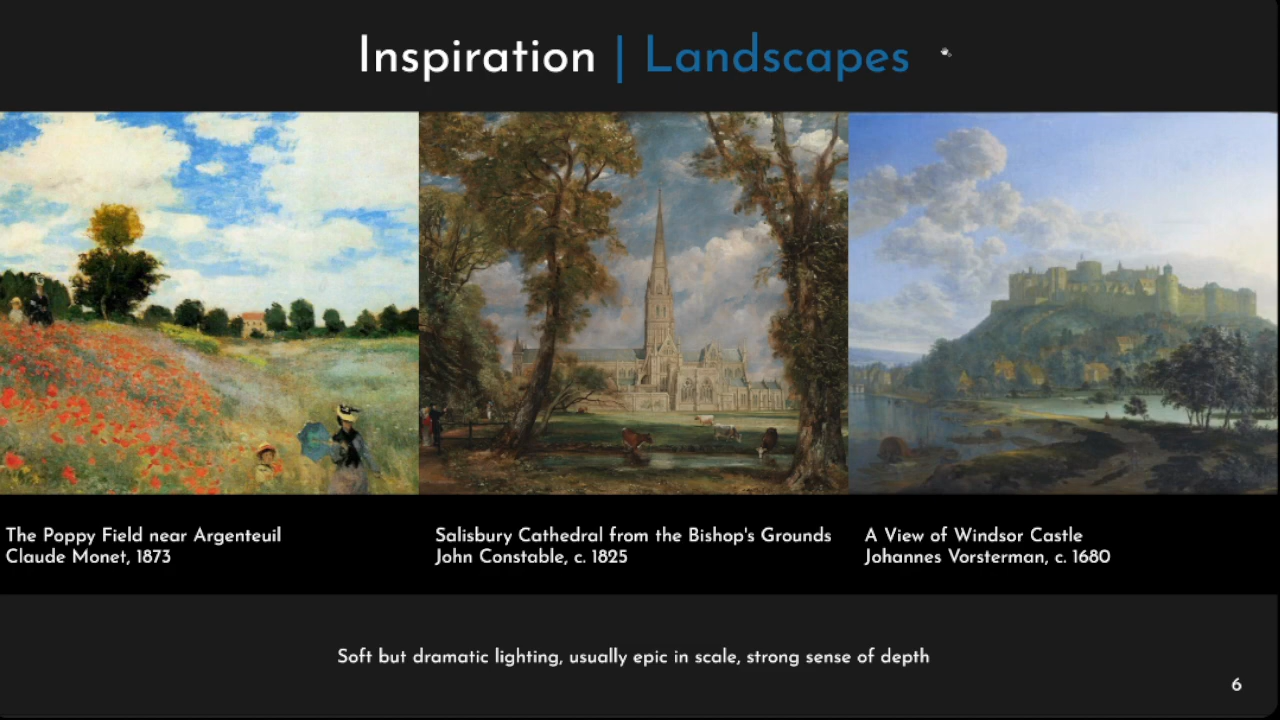 Inspiration | Landscapes
The Poppy Field near Argenteuil
Claude Monet, 1873
Salisbury Cathedral from the Bishop's Grounds
John Constable, c. 1825
A View of Windsor Castle
Johannes Vorsterman, c. 1680
Soft but dramatic lighting, usually epic in scale, strong sense of depth
6